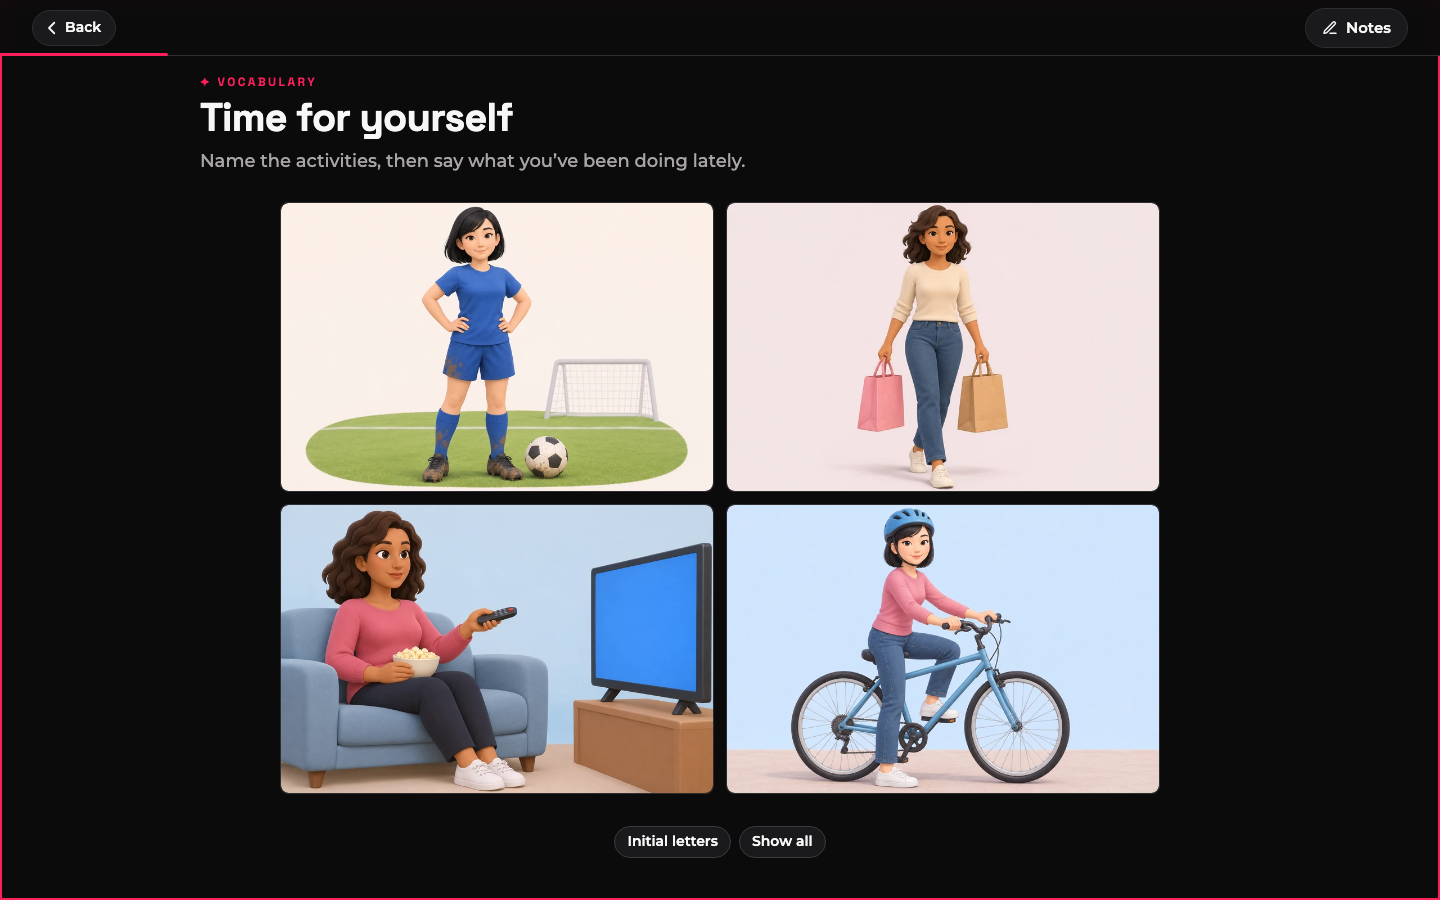 Back
Notes
VOCABULARY
Time for yourself
Name the activities, then say what you’ve been doing lately.
Initial letters
Show all